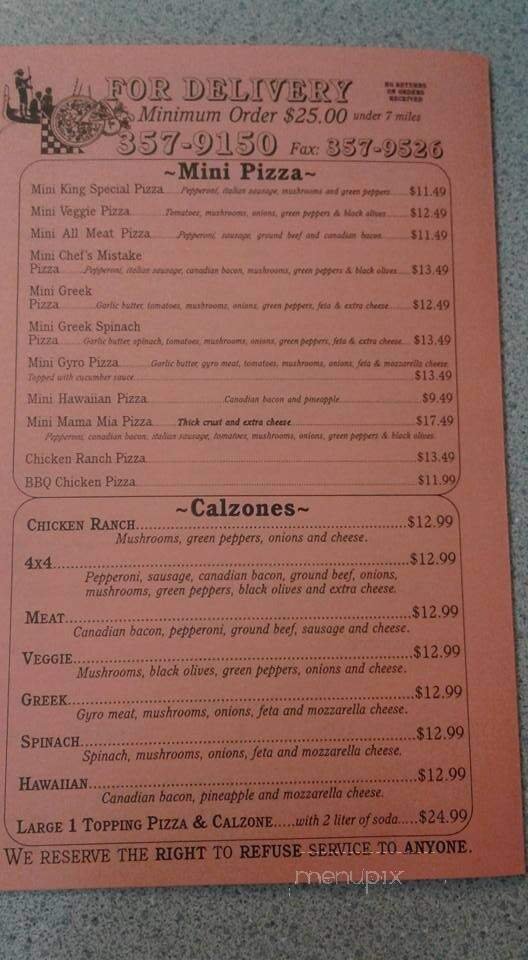 FOR DELIVERY
NO RETURNS
ON ORDERS
RECEIVED
Minimum Order $25.00 under 7 miles
357-9150 Fax: 357-9526
~Mini Pizza~
Mini King Special Pizza Pepperoni, italian sausage, mushrooms and green peppers $11.49
Mini Veggie Pizza Tomatoes, mushrooms, onions, green peppers & black olives $12.49
Mini All Meat Pizza Pepperoni, sausage, ground beef and canadian bacon $11.49
Mini Chef's Mistake
Pizza Pepperoni, italian sausage, canadian bacon, mushrooms, green peppers & black olives $13.49
Mini Greek
Pizza Garlic butter, tomatoes, mushrooms, onions, green peppers, feta & extra cheese $12.49
Mini Greek Spinach
Pizza Garlic butter, spinach, tomatoes, mushrooms, onions, green peppers, feta & extra cheese $13.49
Mini Gyro Pizza Garlic butter, gyro meat, tomatoes, mushrooms, onions, feta & mozzarella cheese.
Topped with cucumber sauce $13.49
Mini Hawaiian Pizza Canadian bacon and pineapple $9.49
Mini Mama Mia Pizza Thick crust and extra cheese $17.49
Pepperoni, canadian bacon, italian sausage, tomatoes, mushrooms, onions, green peppers & black olives.
Chicken Ranch Pizza $13.49
BBQ Chicken Pizza $11.99
~Calzones~
CHICKEN RANCH $12.99
Mushrooms, green peppers, onions and cheese.
4X4 $12.99
Pepperoni, sausage, canadian bacon, ground beef, onions,
mushrooms, green peppers, black olives and extra cheese.
MEAT $12.99
Canadian bacon, pepperoni, ground beef, sausage and cheese.
VEGGIE $12.99
Mushrooms, black olives, green peppers, onions and cheese.
GREEK $12.99
Gyro meat, mushrooms, onions, feta and mozzarella cheese.
SPINACH $12.99
Spinach, mushrooms, onions, feta and mozzarella cheese.
HAWAIIAN $12.99
Canadian bacon, pineapple and mozzarella cheese.
LARGE 1 TOPPING PIZZA & CALZONE.....with 2 liter of soda.....$24.99
WE RESERVE THE RIGHT TO REFUSE SERVICE TO ANYONE.
menupix